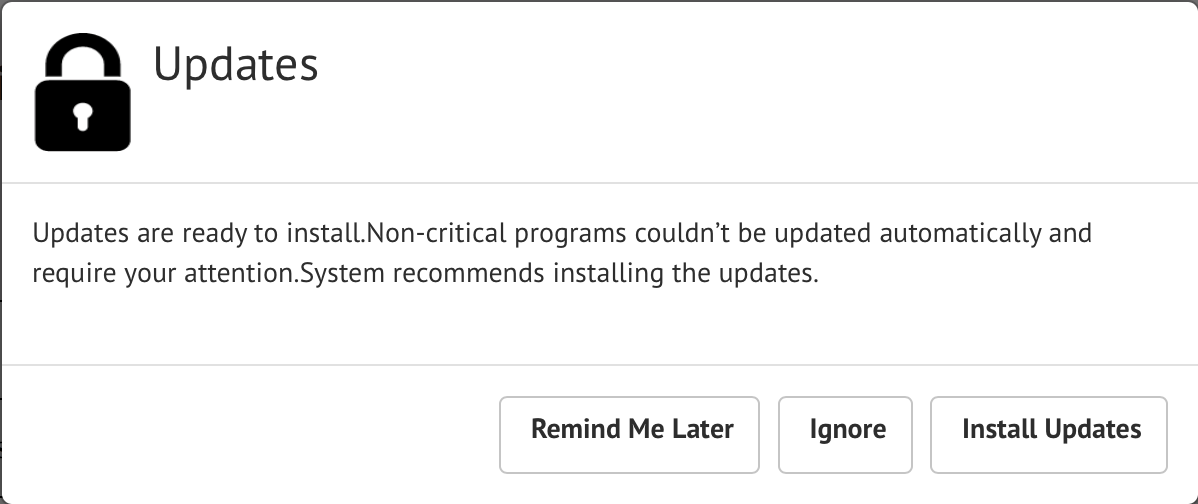 Updates
Updates are ready to install.Non-critical programs couldn’t be updated automatically and
require your attention.System recommends installing the updates.
Remind Me Later
Ignore
Install Updates